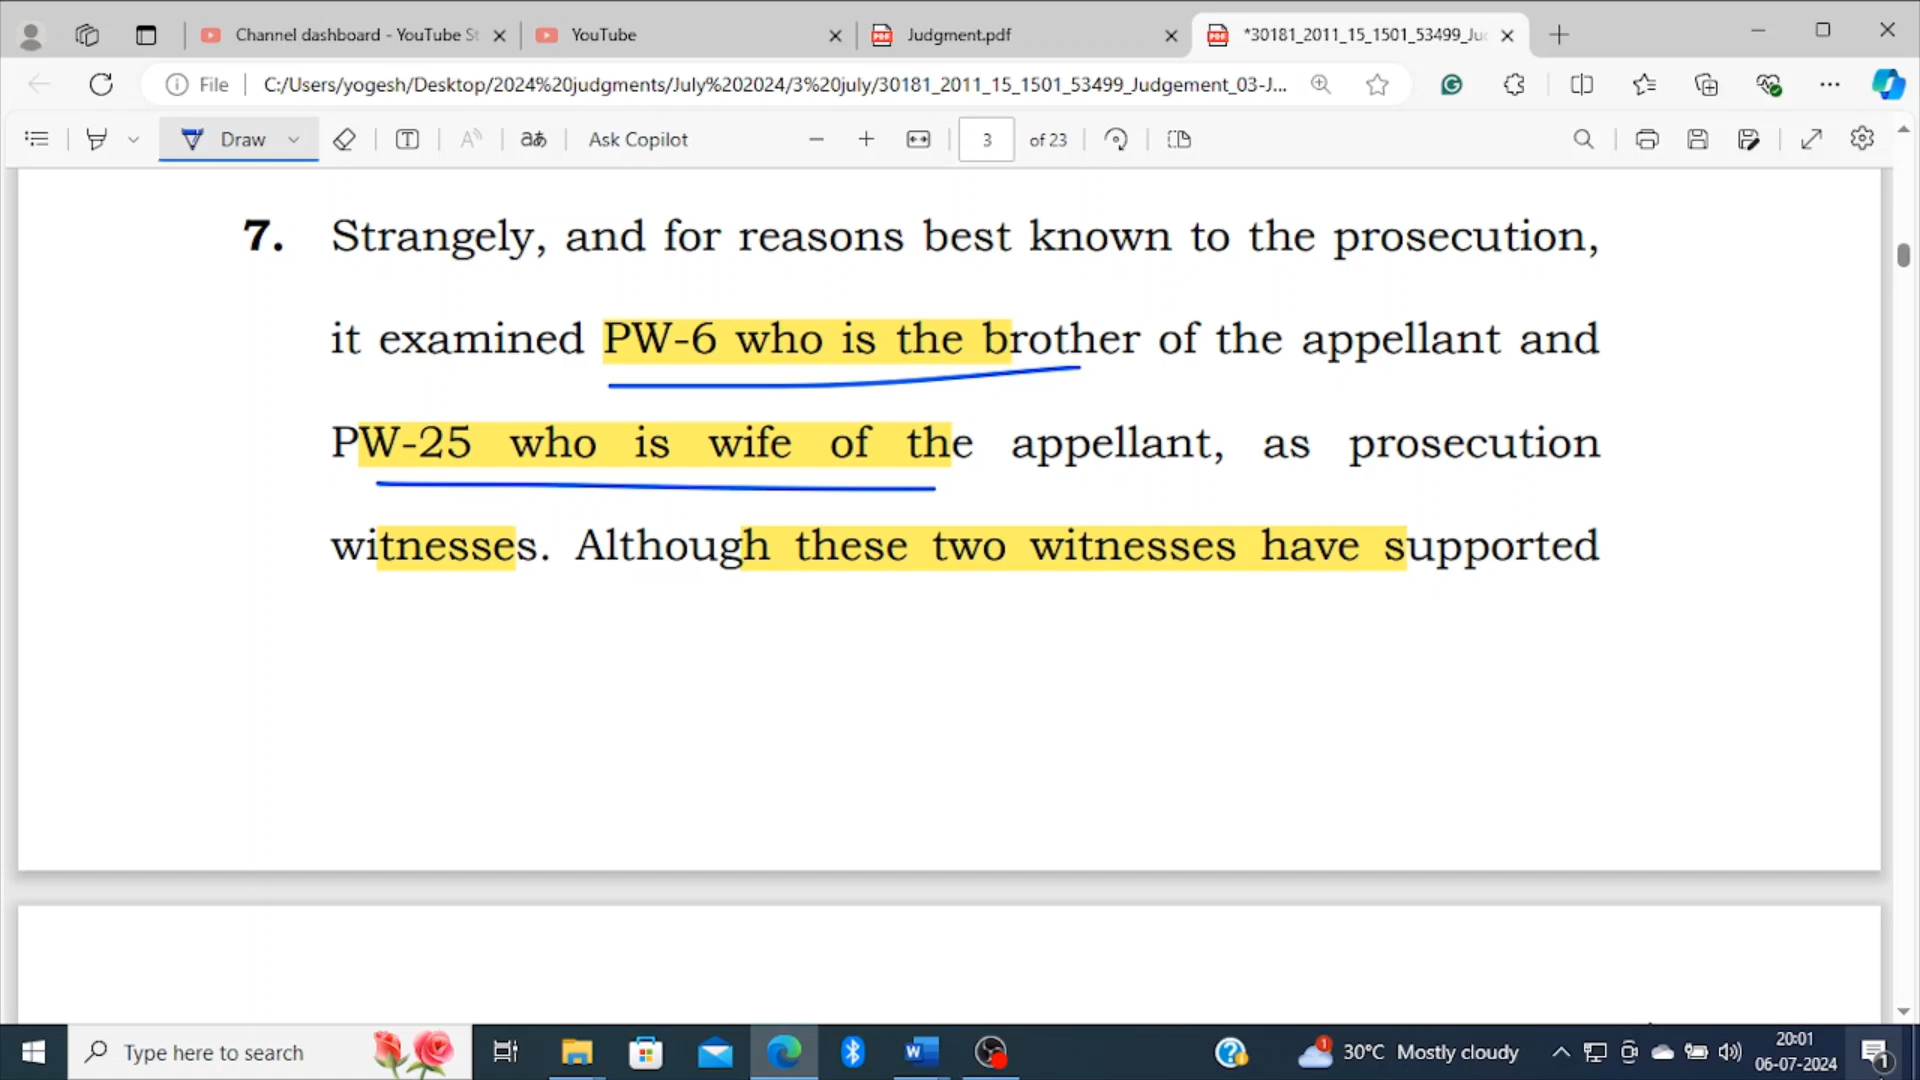 Channel dashboard - YouTube St
YouTube
Judgment.pdf
*30181_2011_15_1501_53499_Ju
File
C:/Users/yogesh/Desktop/2024%20judgments/July%202024/3%20july/30181_2011_15_1501_53499_Judgement_03-J...
Draw
Ask Copilot
3 of 23
7. Strangely, and for reasons best known to the prosecution,
it examined PW-6 who is the brother of the appellant and
PW-25 who is wife of the appellant, as prosecution
witnesses. Although these two witnesses have supported
Type here to search
1
30°C Mostly cloudy
20:01
06-07-2024
1